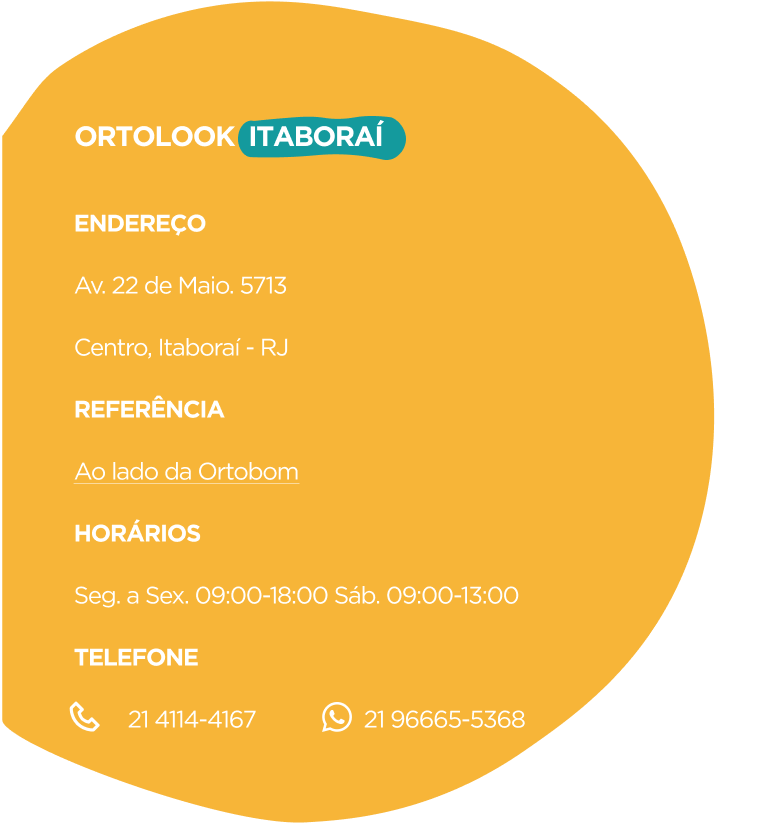 ORTOLOOK ITABORAÍ
ENDEREÇO
Av. 22 de Maio. 5713
Centro, Itaboraí - RJ
REFERÊNCIA
Ao lado da Ortobom
HORÁRIOS
Seg. a Sex. 09:00-18:00 Sáb. 09:00-13:00
TELEFONE
21 4114-4167 21 96665-5368